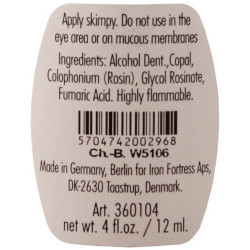 Apply skimpy. Do not use in the
eye area or on mucous membranes
Ingredients: Alcohol Dent.,Copal,
Colophonium (Rosin), Glycol Rosinate,
Fumaric Acid. Highly flammable.
5704742002968
Ch.-B. W5106
Made in Germany, Berlin for Iron Fortress Aps,
DK-2630 Taastrup, Denmark.
Art. 360104
net wt. 4 fl.oz. / 12 ml.